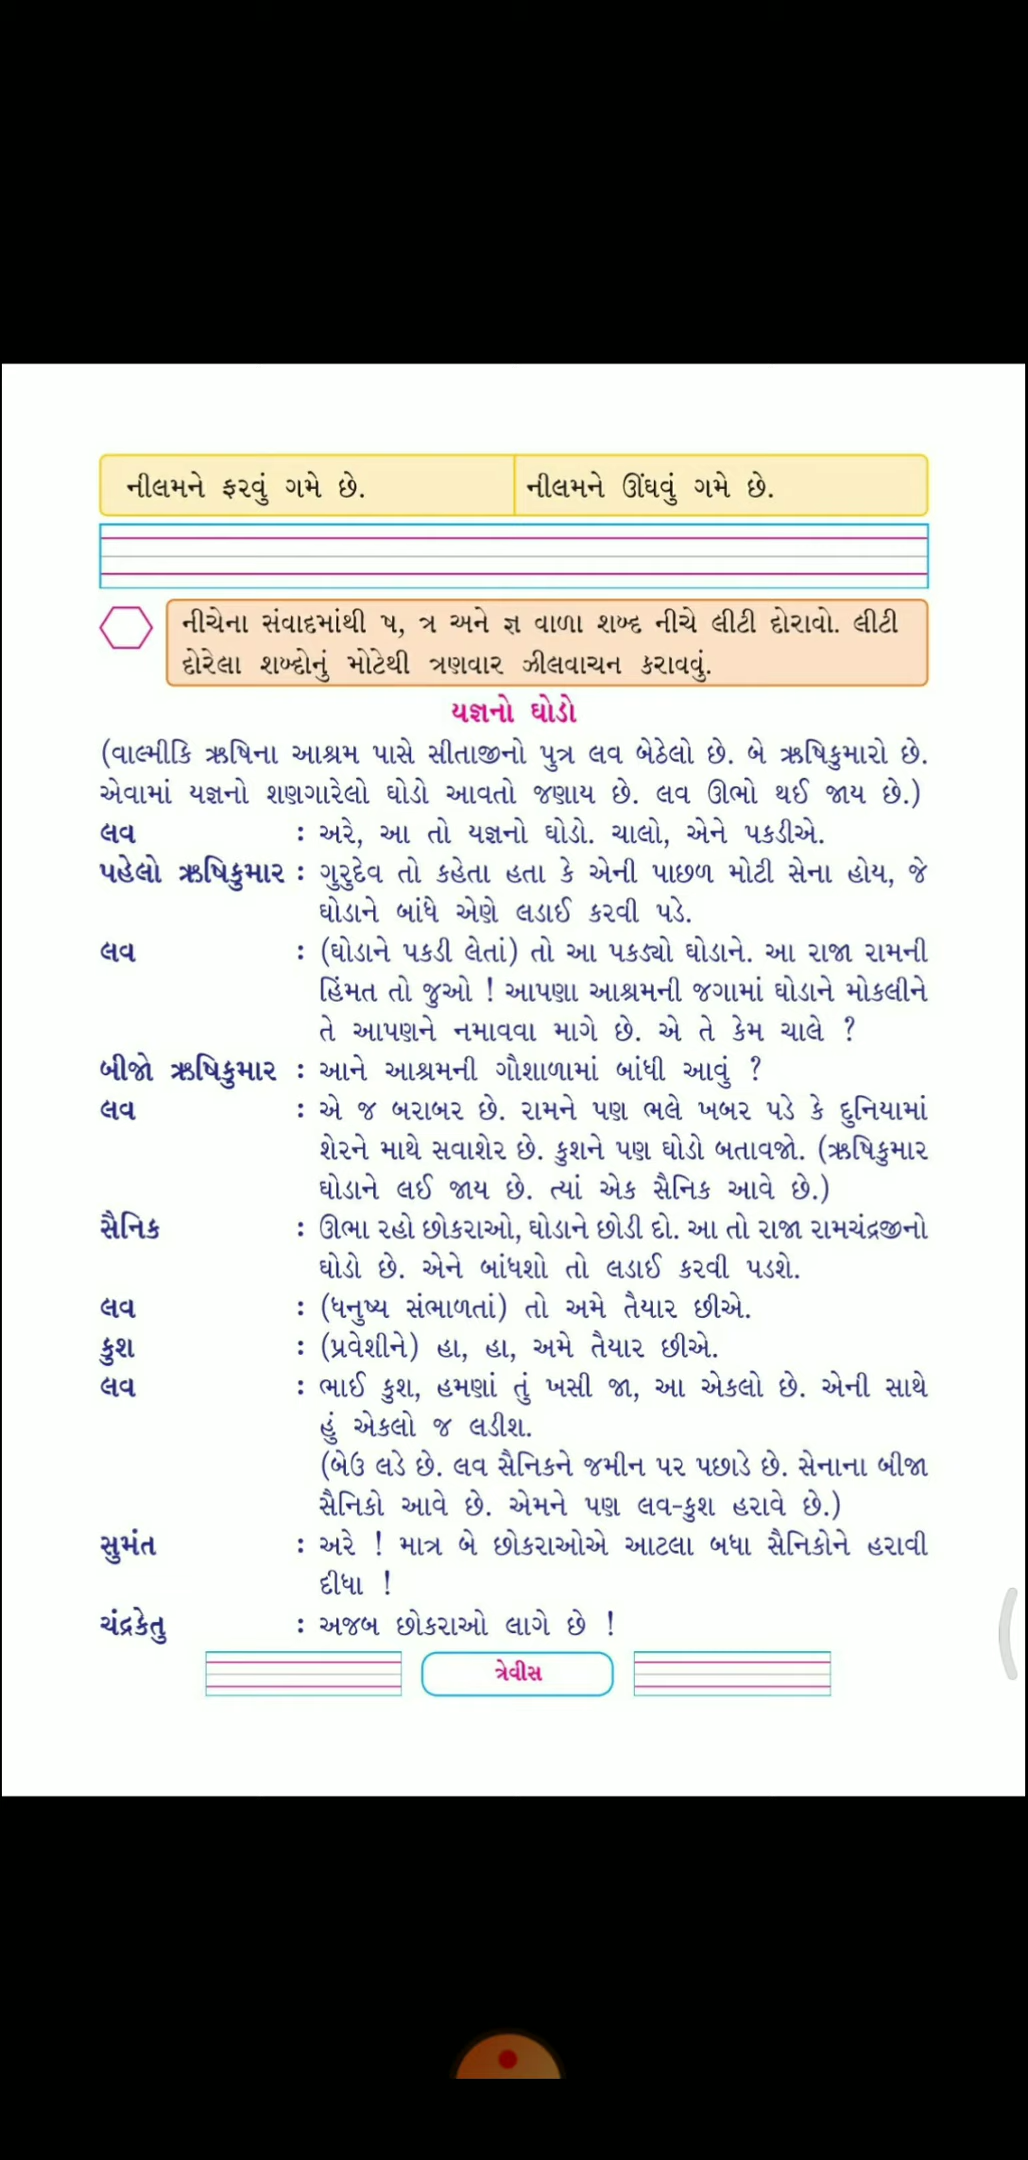 નીલમને ફરવું ગમે છે. નીલમને ઊંઘવું ગમે છે.
નીચેના સંવાદમાંથી ષ, ત્ર અને જ્ઞ વાળા શબ્દ નીચે લીટી દોરાવો. લીટી
દોરેલા શબ્દોનું મોટેથી ત્રણવાર ઝીલવાચન કરાવવું.
યજ્ઞનો ઘોડો
(વાલ્મીકિ ઋષિના આશ્રમ પાસે સીતાજીનો પુત્ર લવ બેઠેલો છે. બે ઋષિકુમારો છે.
એવામાં યજ્ઞનો શણગારેલો ઘોડો આવતો જણાય છે. લવ ઊભો થઈ જાય છે.)
લવ : અરે, આ તો યજ્ઞનો ઘોડો. ચાલો, એને પકડીએ.
પહેલો ઋષિકુમાર : ગુરુદેવ તો કહેતા હતા કે એની પાછળ મોટી સેના હોય, જે
ઘોડાને બાંધે એણે લડાઈ કરવી પડે.
લવ : (ઘોડાને પકડી લેતાં) તો આ પકડ્યો ઘોડાને. આ રાજા રામની
હિંમત તો જુઓ ! આપણા આશ્રમની જગામાં ઘોડાને મોકલીને
તે આપણને નમાવવા માગે છે. એ તે કેમ ચાલે ?
બીજો ઋષિકુમાર : આને આશ્રમની ગૌશાળામાં બાંધી આવું ?
લવ : એ જ બરાબર છે. રામને પણ ભલે ખબર પડે કે દુનિયામાં
શેરને માથે સવાશેર છે. કુશને પણ ઘોડો બતાવજો. (ઋષિકુમાર
ઘોડાને લઈ જાય છે. ત્યાં એક સૈનિક આવે છે.)
સૈનિક : ઊભા રહો છોકરાઓ, ઘોડાને છોડી દો. આ તો રાજા રામચંદ્રજીનો
ઘોડો છે. એને બાંધશો તો લડાઈ કરવી પડશે.
લવ : (ધનુષ્ય સંભાળતાં) તો અમે તૈયાર છીએ.
કુશ : (પ્રવેશીને) હા, હા, અમે તૈયાર છીએ.
લવ : ભાઈ કુશ, હમણાં તું ખસી જા, આ એકલો છે. એની સાથે
હું એકલો જ લડીશ.
(બેઉ લડે છે. લવ સૈનિકને જમીન પર પછાડે છે. સેનાના બીજા
સૈનિકો આવે છે. એમને પણ લવ-કુશ હરાવે છે.)
સુમંત : અરે ! માત્ર બે છોકરાઓએ આટલા બધા સૈનિકોને હરાવી
દીધા !
ચંદ્રકેતુ : અજબ છોકરાઓ લાગે છે !
ત્રેવીસ